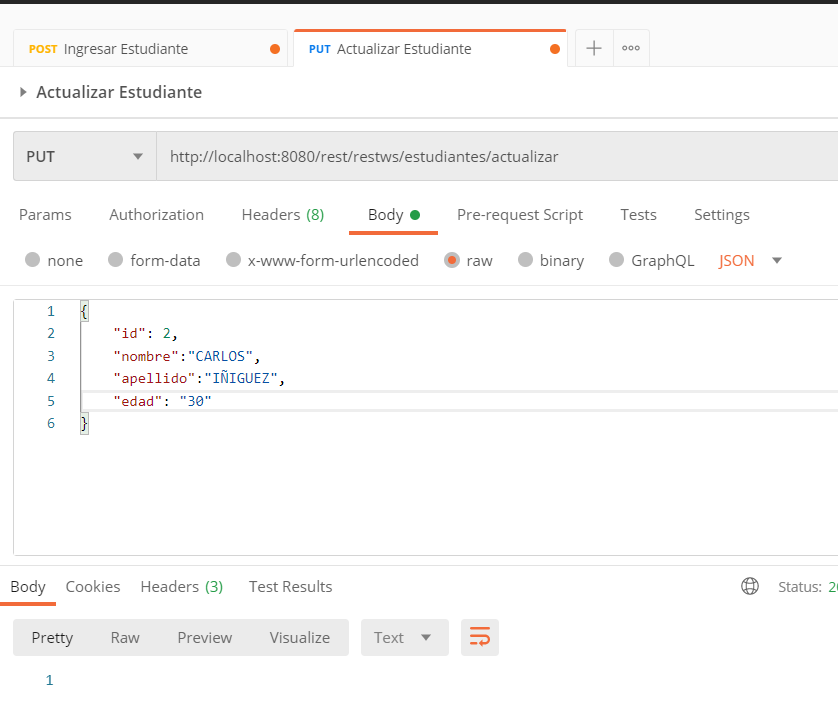 POST Ingresar Estudiante
PUT Actualizar Estudiante
Actualizar Estudiante
PUT http://localhost:8080/rest/restws/estudiantes/actualizar
Params Authorization Headers (8) Body Pre-request Script Tests Settings
none form-data x-www-form-urlencoded raw binary GraphQL JSON
1 {
2 "id": 2,
3 "nombre":"CARLOS",
4 "apellido":"IÑIGUEZ",
5 "edad": "30"
6 }
Body Cookies Headers (3) Test Results Status:
Pretty Raw Preview Visualize Text
1